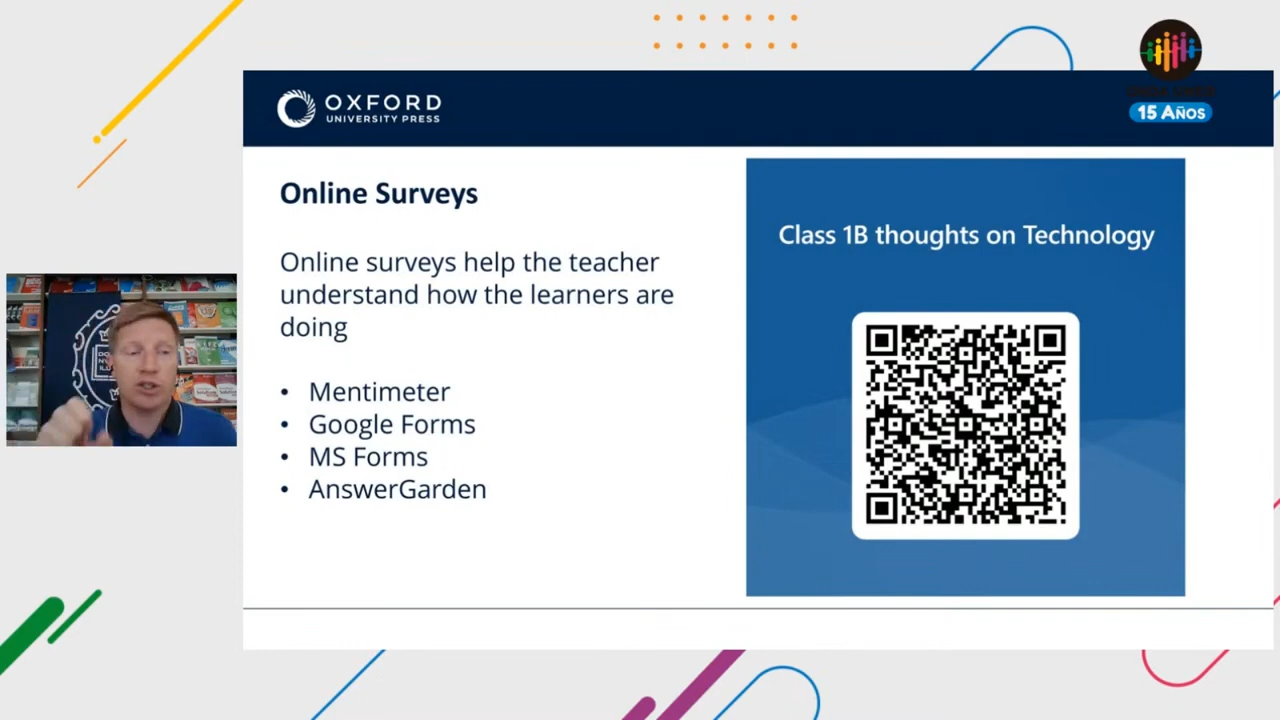 OXFORD
UNIVERSITY PRESS
15 AÑOS
Online Surveys
Class 1B thoughts on Technology
Online surveys help the teacher
understand how the learners are
doing
• Mentimeter
• Google Forms
• MS Forms
• AnswerGarden